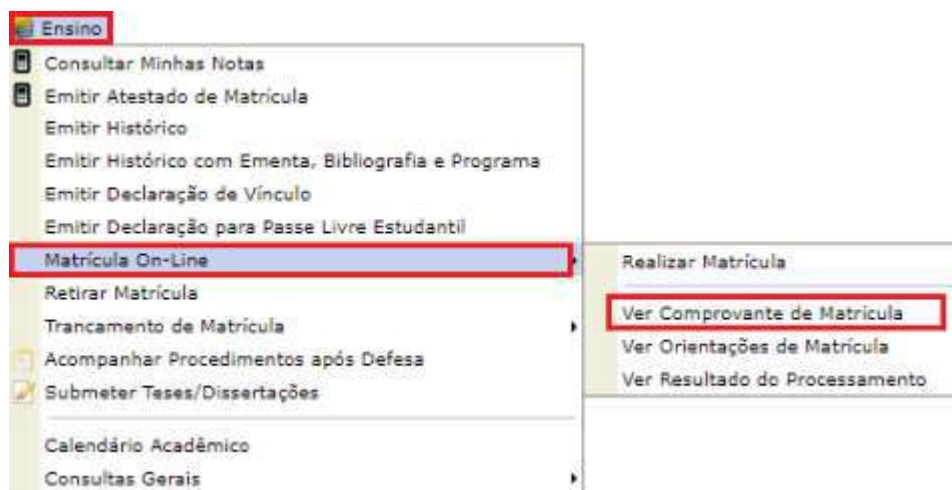 Ensino
Consultar Minhas Notas
Emitir Atestado de Matrícula
Emitir Histórico
Emitir Histórico com Ementa, Bibliografia e Programa
Emitir Declaração de Vínculo
Emitir Declaração para Passe Livre Estudantil
Matrícula On-Line
Retirar Matrícula
Trancamento de Matrícula
Acompanhar Procedimentos após Defesa
Submeter Teses/Dissertações
Calendário Acadêmico
Consultas Gerais
Realizar Matrícula
Ver Comprovante de Matrícula
Ver Orientações de Matrícula
Ver Resultado do Processamento